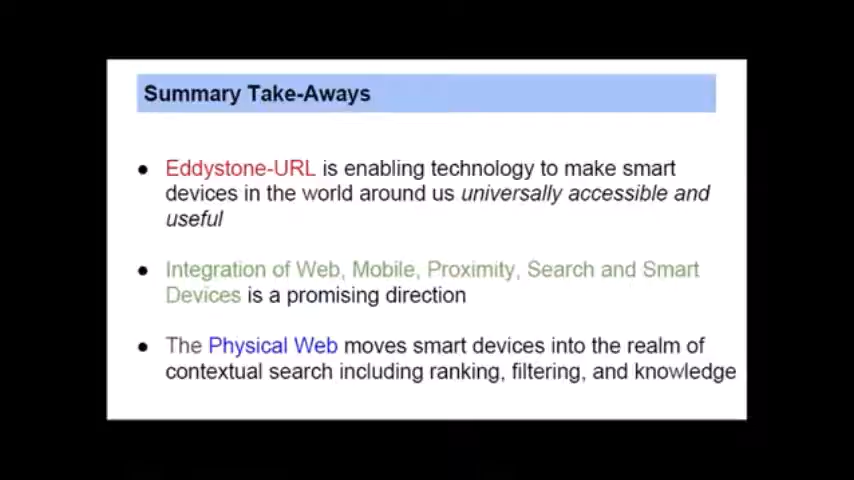 Summary Take-Aways
● Eddystone-URL is enabling technology to make smart
devices in the world around us universally accessible and
useful
● Integration of Web, Mobile, Proximity, Search and Smart
Devices is a promising direction
● The Physical Web moves smart devices into the realm of
contextual search including ranking, filtering, and knowledge